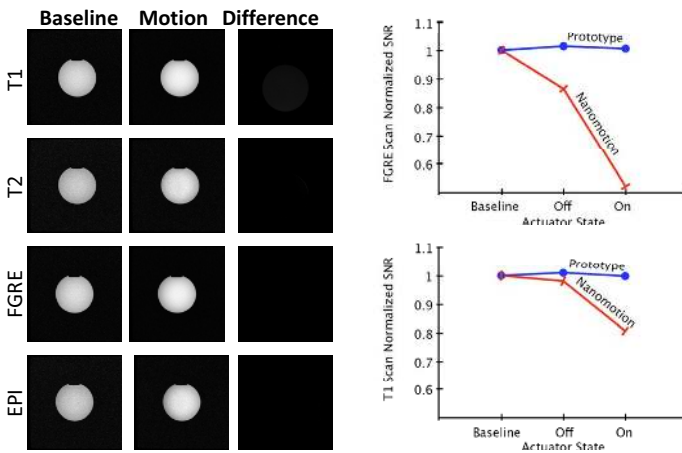 Baseline Motion Difference
T1
T2
FGRE
EPI
FGRE Scan Normalized SNR
1.1
1
0.9
0.8
0.7
0.6
Prototype
Nanomotion
Baseline Off On
Actuator State
T1 Scan Normalized SNR
1.1
1
0.9
0.8
0.7
0.6
Prototype
Nanomotion
Baseline Off On
Actuator State